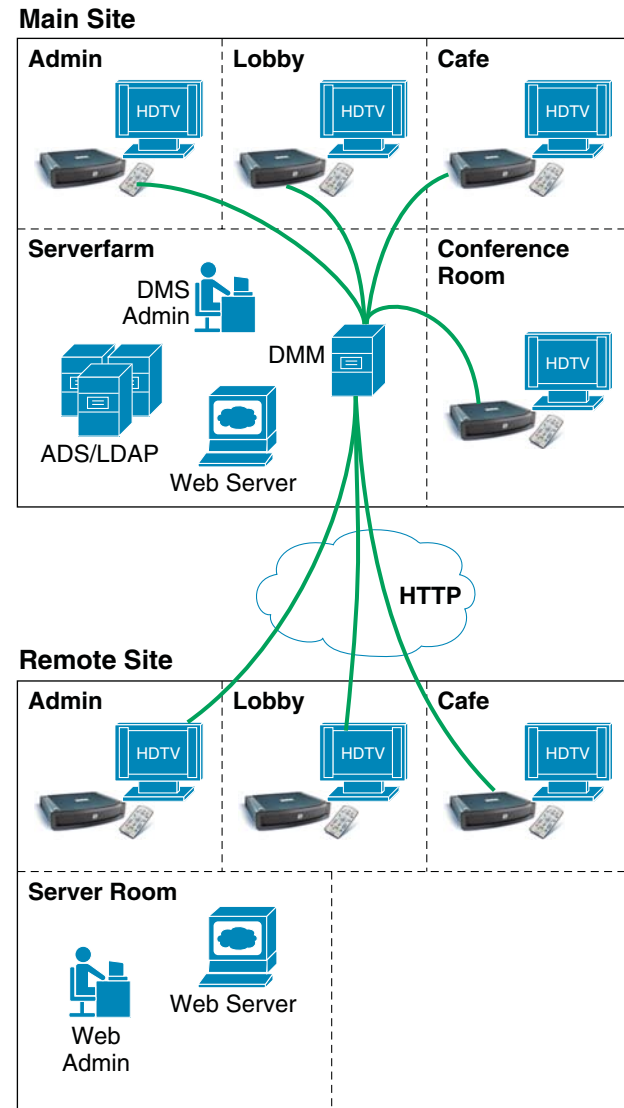 Main Site
Admin
Lobby
Cafe
HDTV
HDTV
HDTV
Serverfarm
Conference
Room
DMS
Admin
DMM
HDTV
ADS/LDAP
Web Server
HTTP
Remote Site
Admin
Lobby
Cafe
HDTV
HDTV
HDTV
Server Room
Web Server
Web
Admin